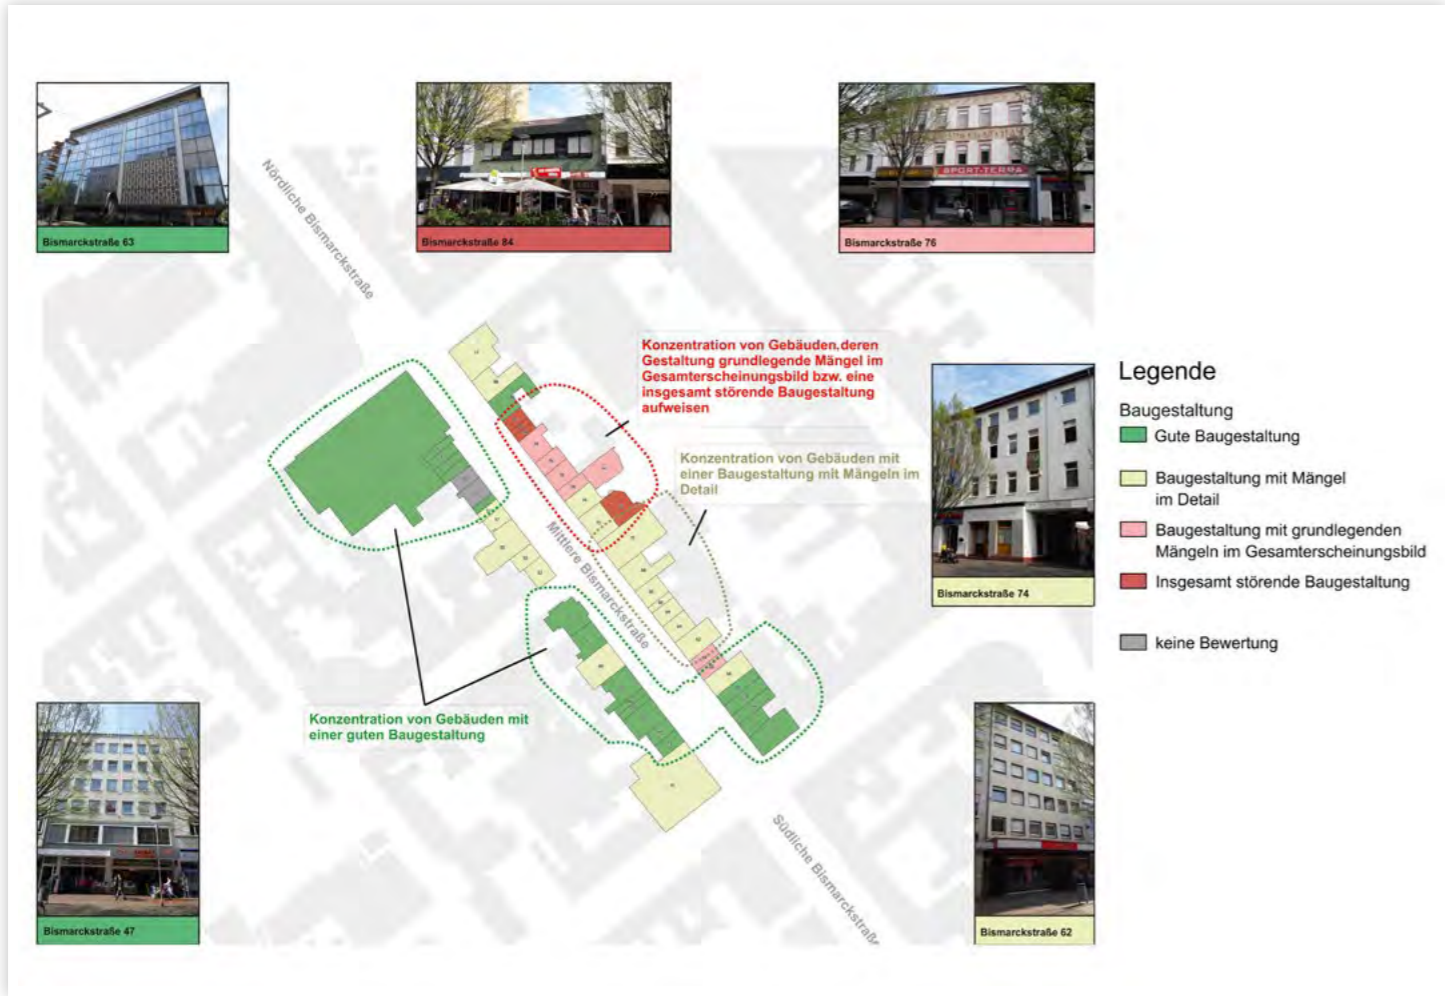 Bismarckstraße 63
Bismarckstraße 84
SPORT-TERRA
Bismarckstraße 76
Nördliche Bismarckstraße
Konzentration von Gebäuden, deren
Gestaltung grundlegende Mängel im
Gesamterscheinungsbild bzw. eine
insgesamt störende Baugestaltung
aufweisen
Konzentration von Gebäuden mit
einer Baugestaltung mit Mängeln im
Detail
Mittlere Bismarckstraße
Konzentration von Gebäuden mit
einer guten Baugestaltung
Südliche Bismarckstraße
Bismarckstraße 74
Legende
Baugestaltung
Gute Baugestaltung
Baugestaltung mit Mängel
im Detail
Baugestaltung mit grundlegenden
Mängeln im Gesamterscheinungsbild
Insgesamt störende Baugestaltung
keine Bewertung
Bismarckstraße 47
Bismarckstraße 62